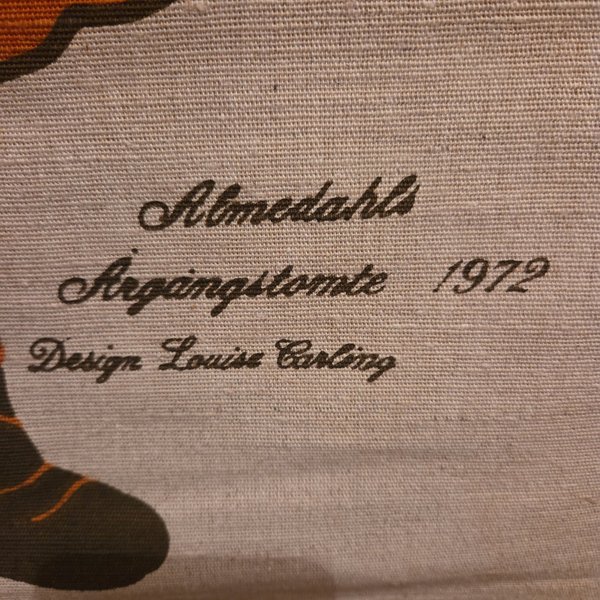 Almedahls
Årgångstomte 1972
Design Louise Carling